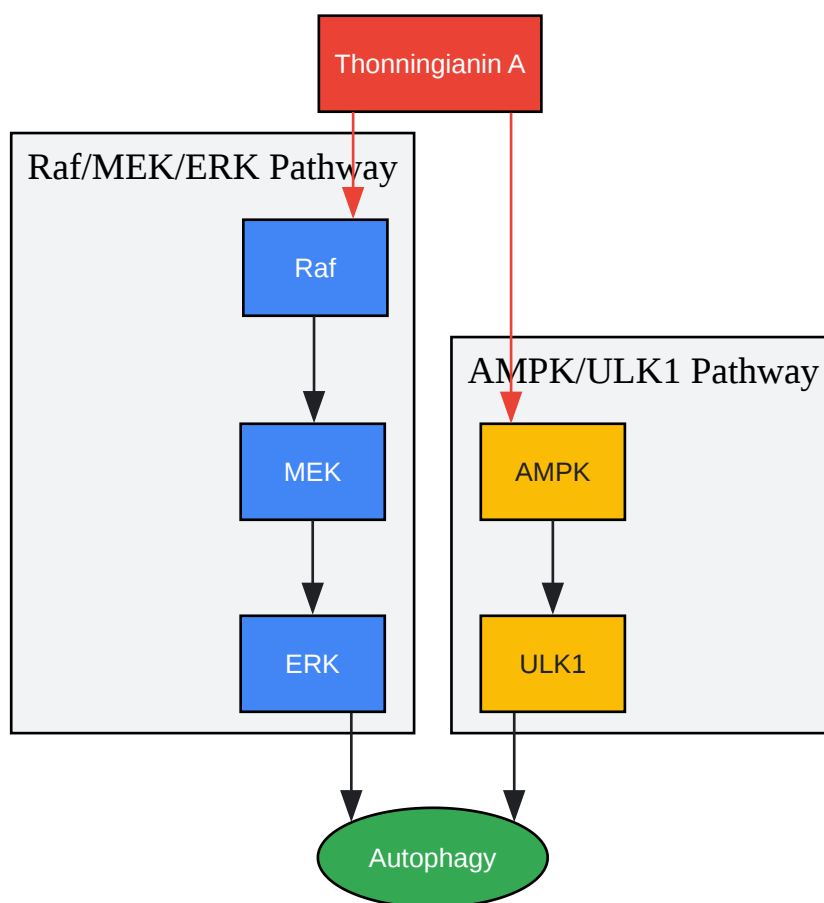 Thonningianin A
Raf/MEK/ERK Pathway
Raf
AMPK/ULK1 Pathway
MEK
AMPK
ERK
ULK1
Autophagy